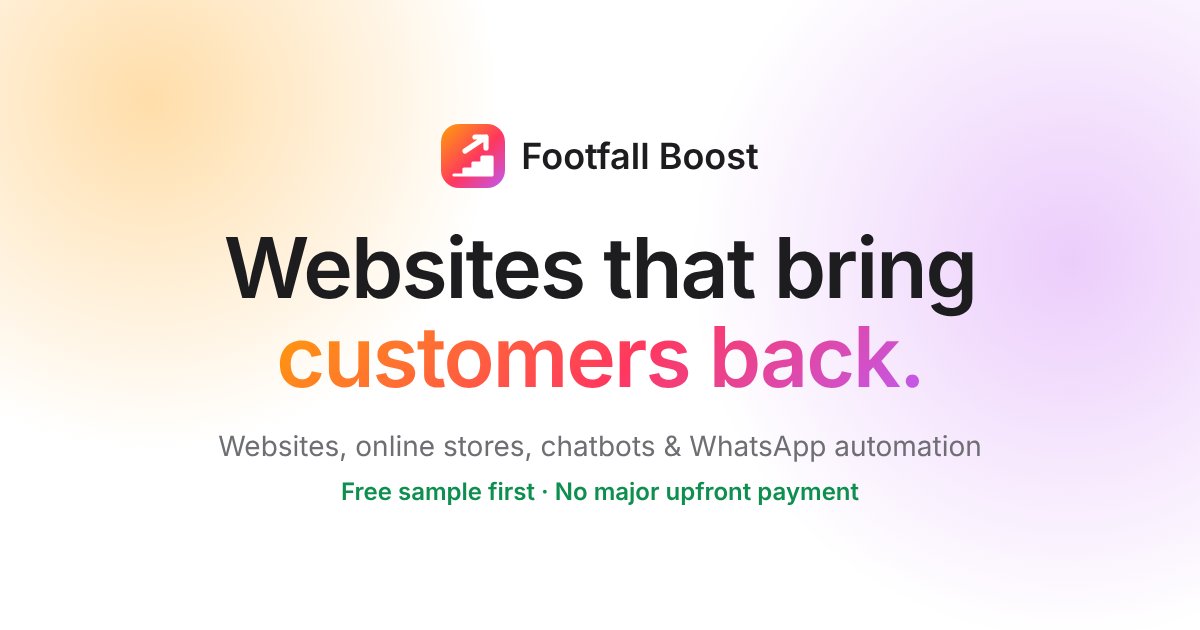 Footfall Boost
Websites that bring
customers back.
Websites, online stores, chatbots & WhatsApp automation
Free sample first · No major upfront payment